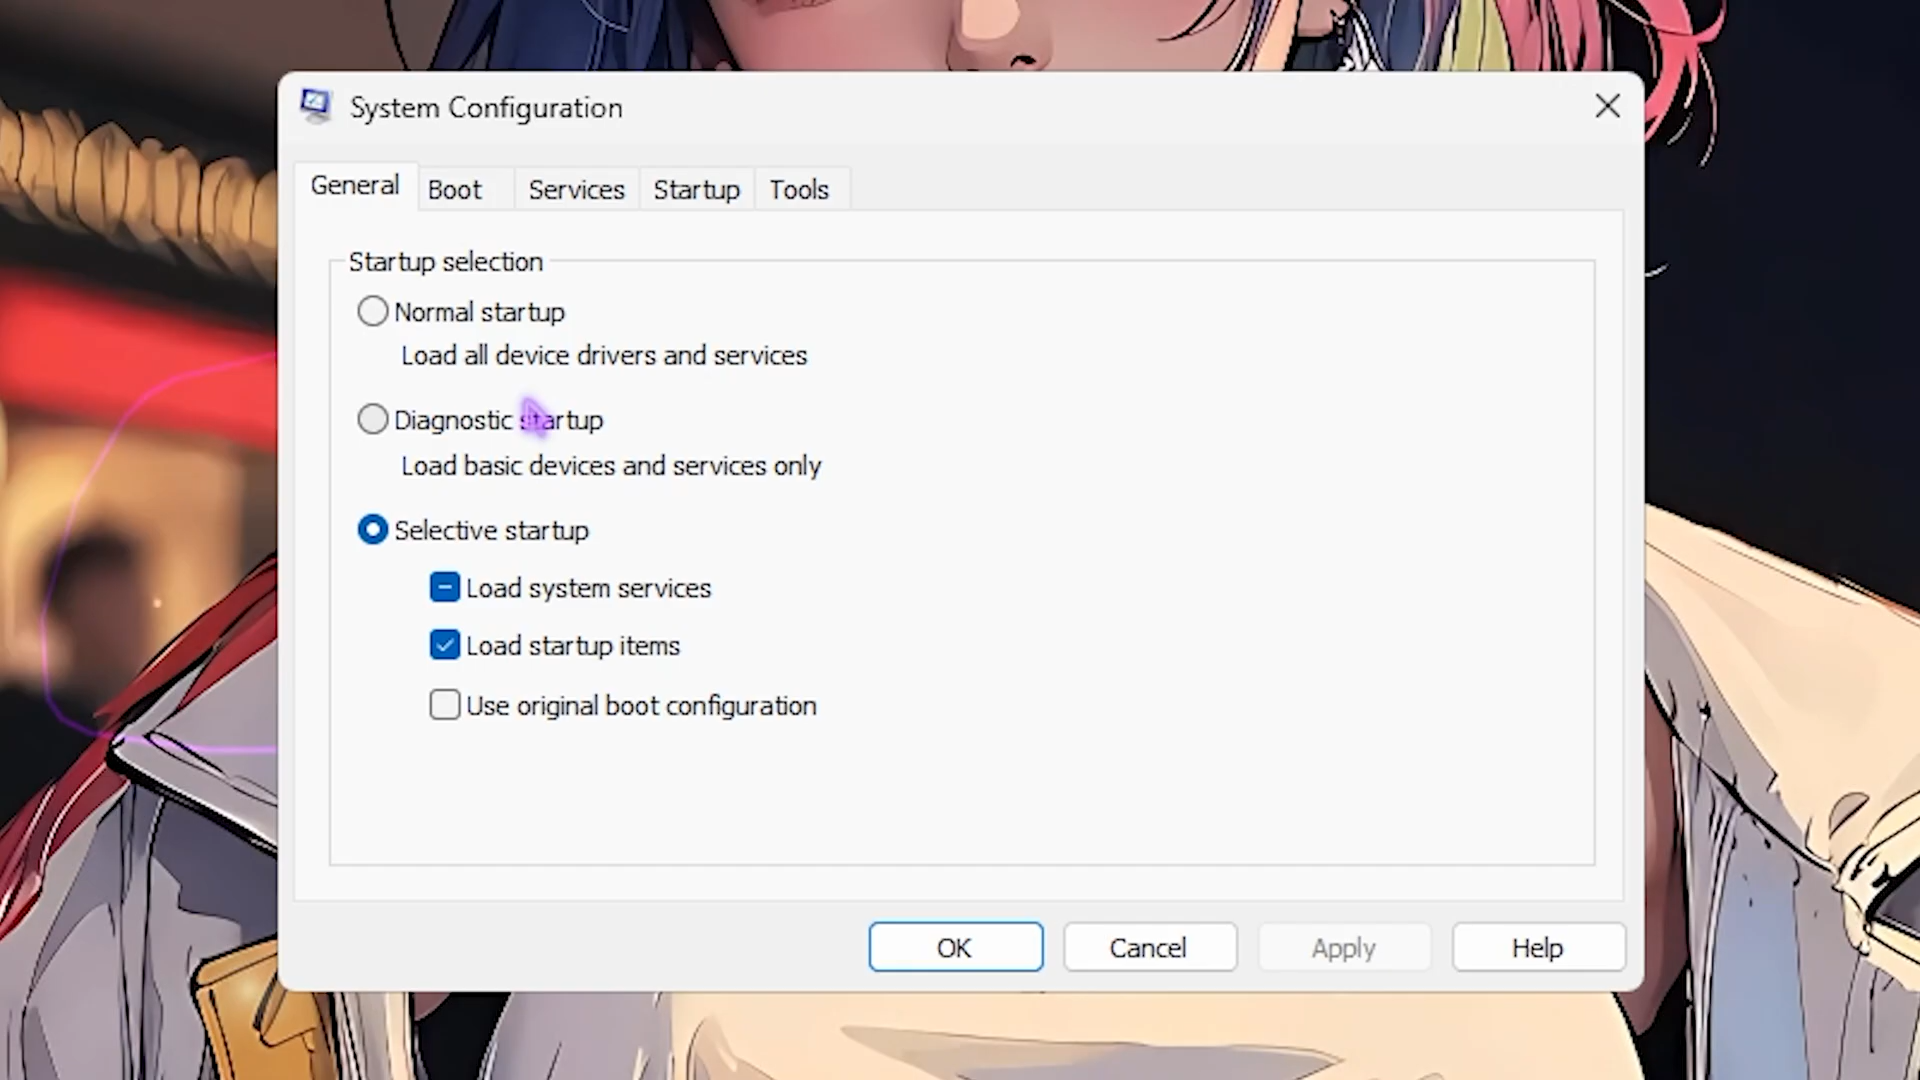 System Configuration
General Boot Services Startup Tools
Startup selection
Normal startup
Load all device drivers and services
Diagnostic startup
Load basic devices and services only
Selective startup
Load system services
Load startup items
Use original boot configuration
OK Cancel Apply Help